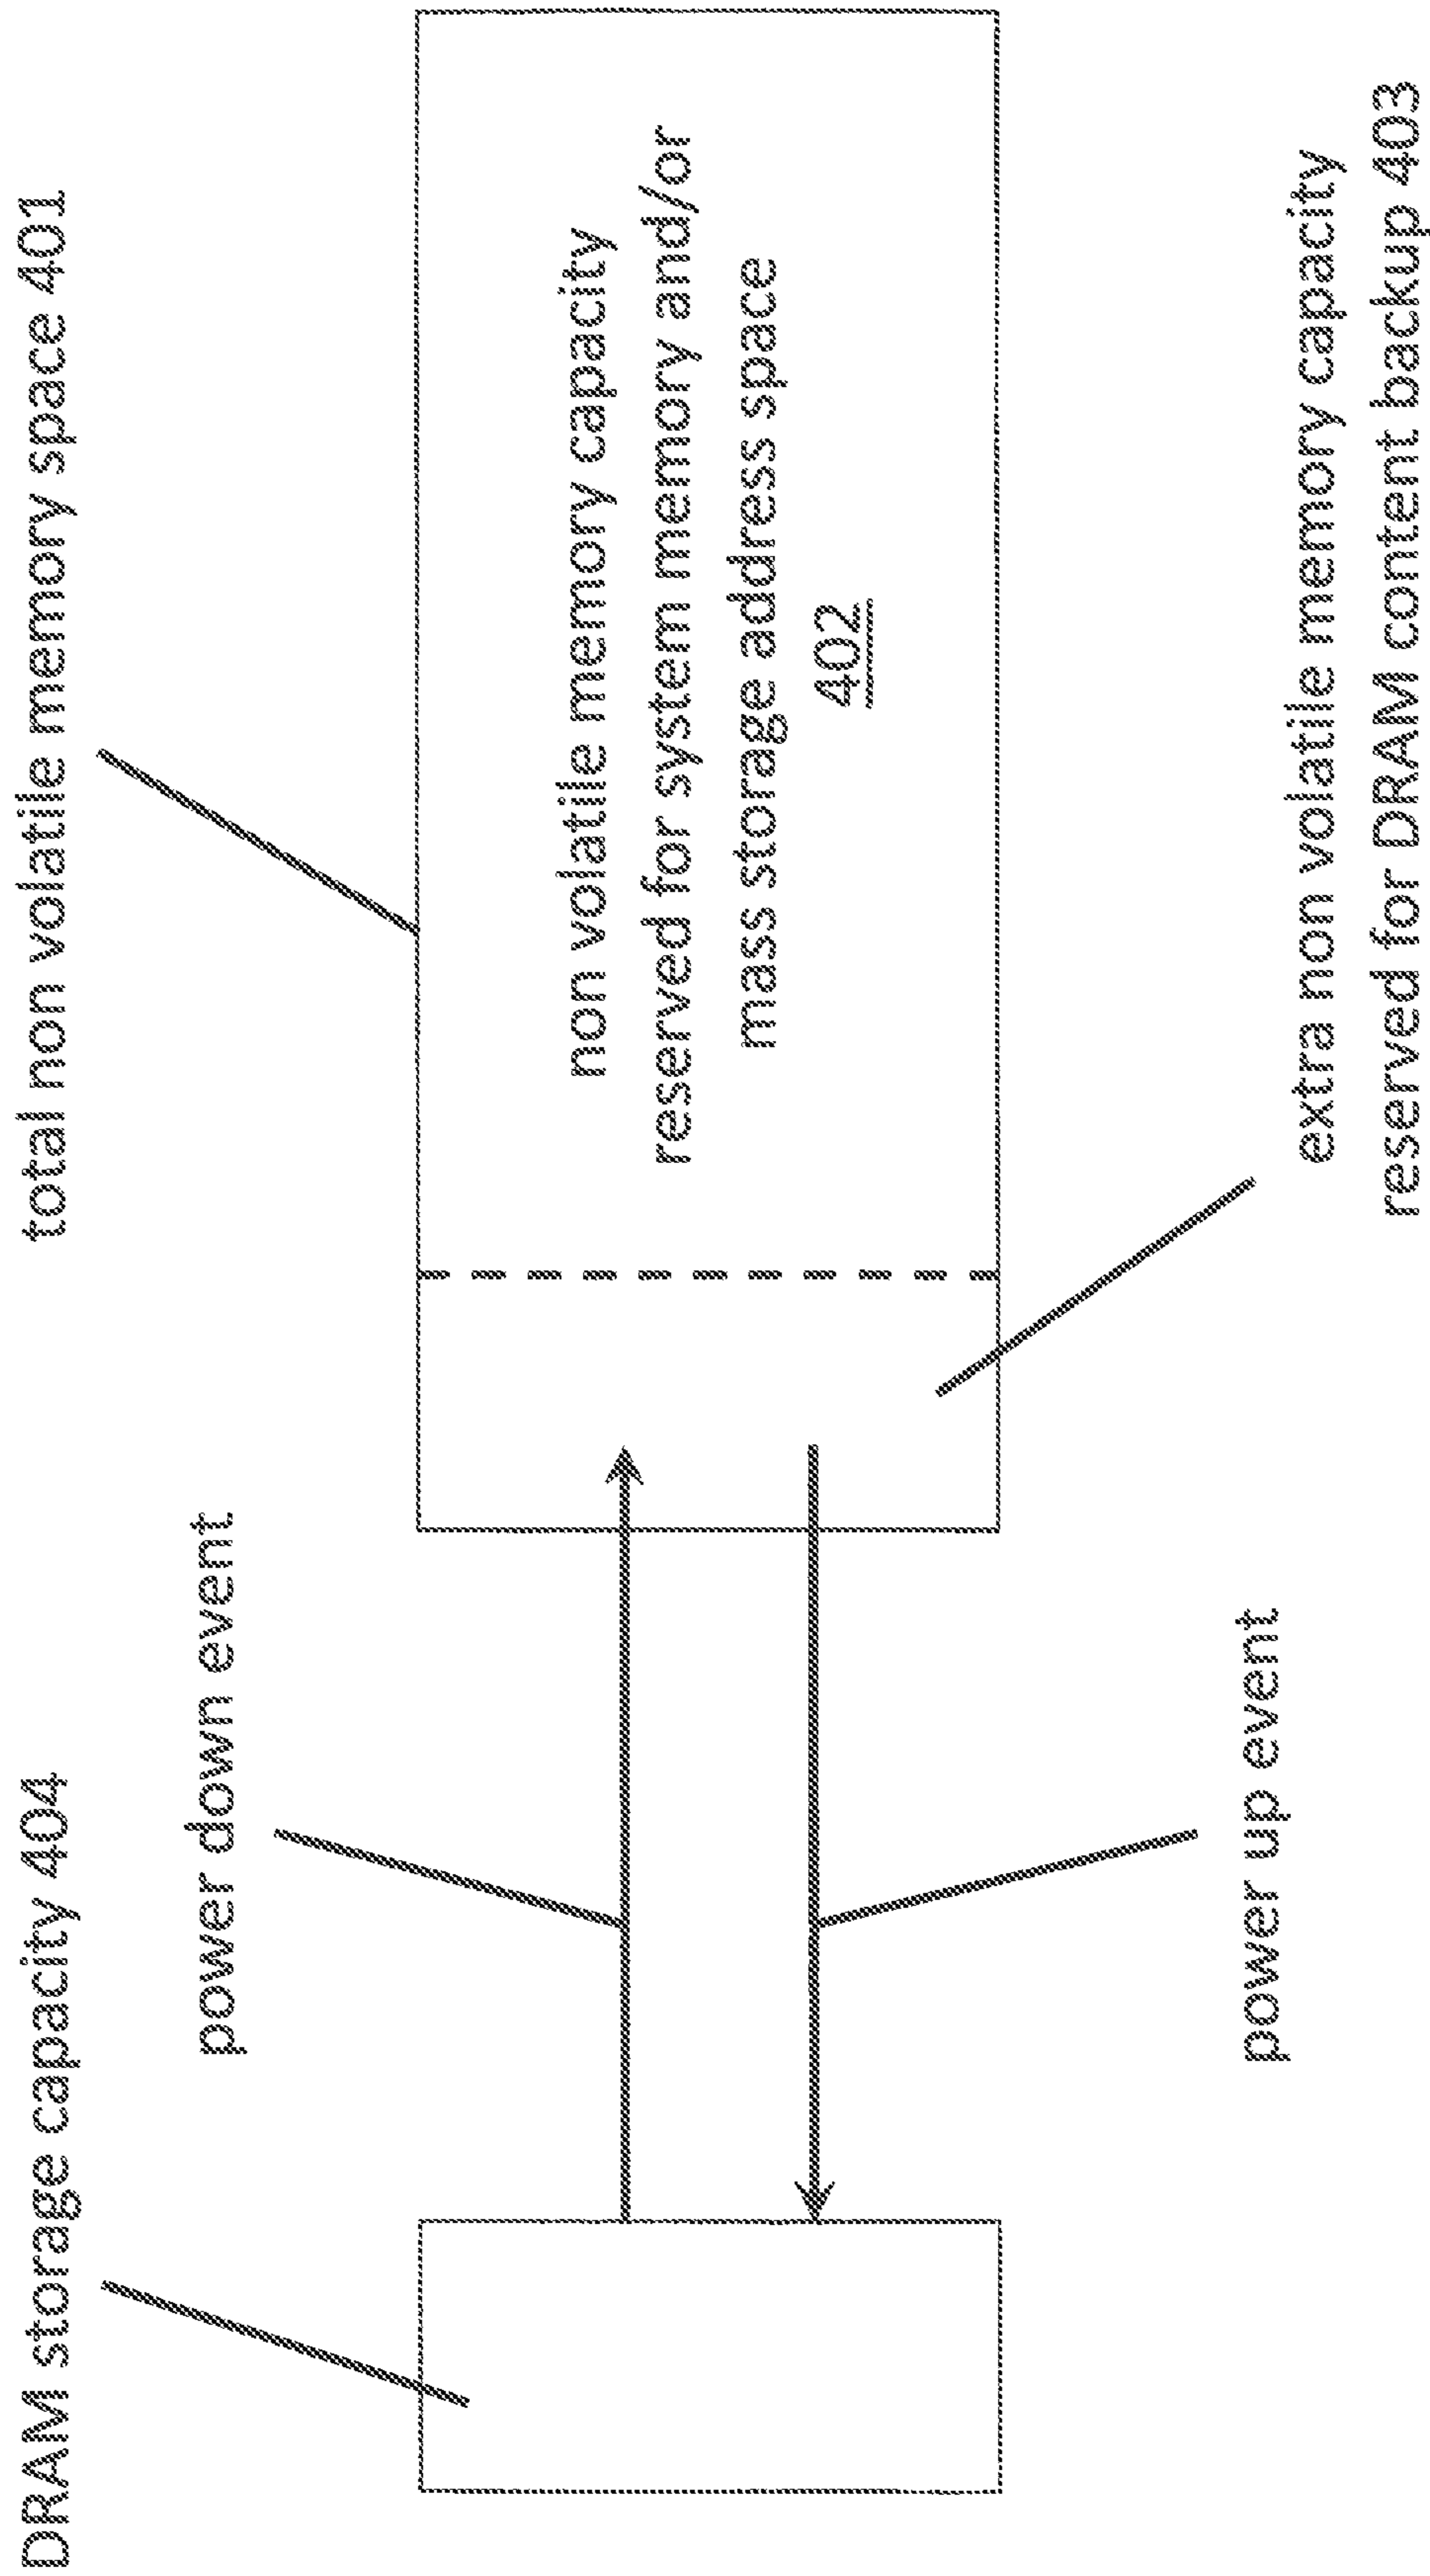 DRAM storage capacity 404
total non volatile memory space 401
power down event
non volatile memory capacity
reserved for system memory and/or
mass storage address space
402
power up event
extra non volatile memory capacity
reserved for DRAM content backup 403